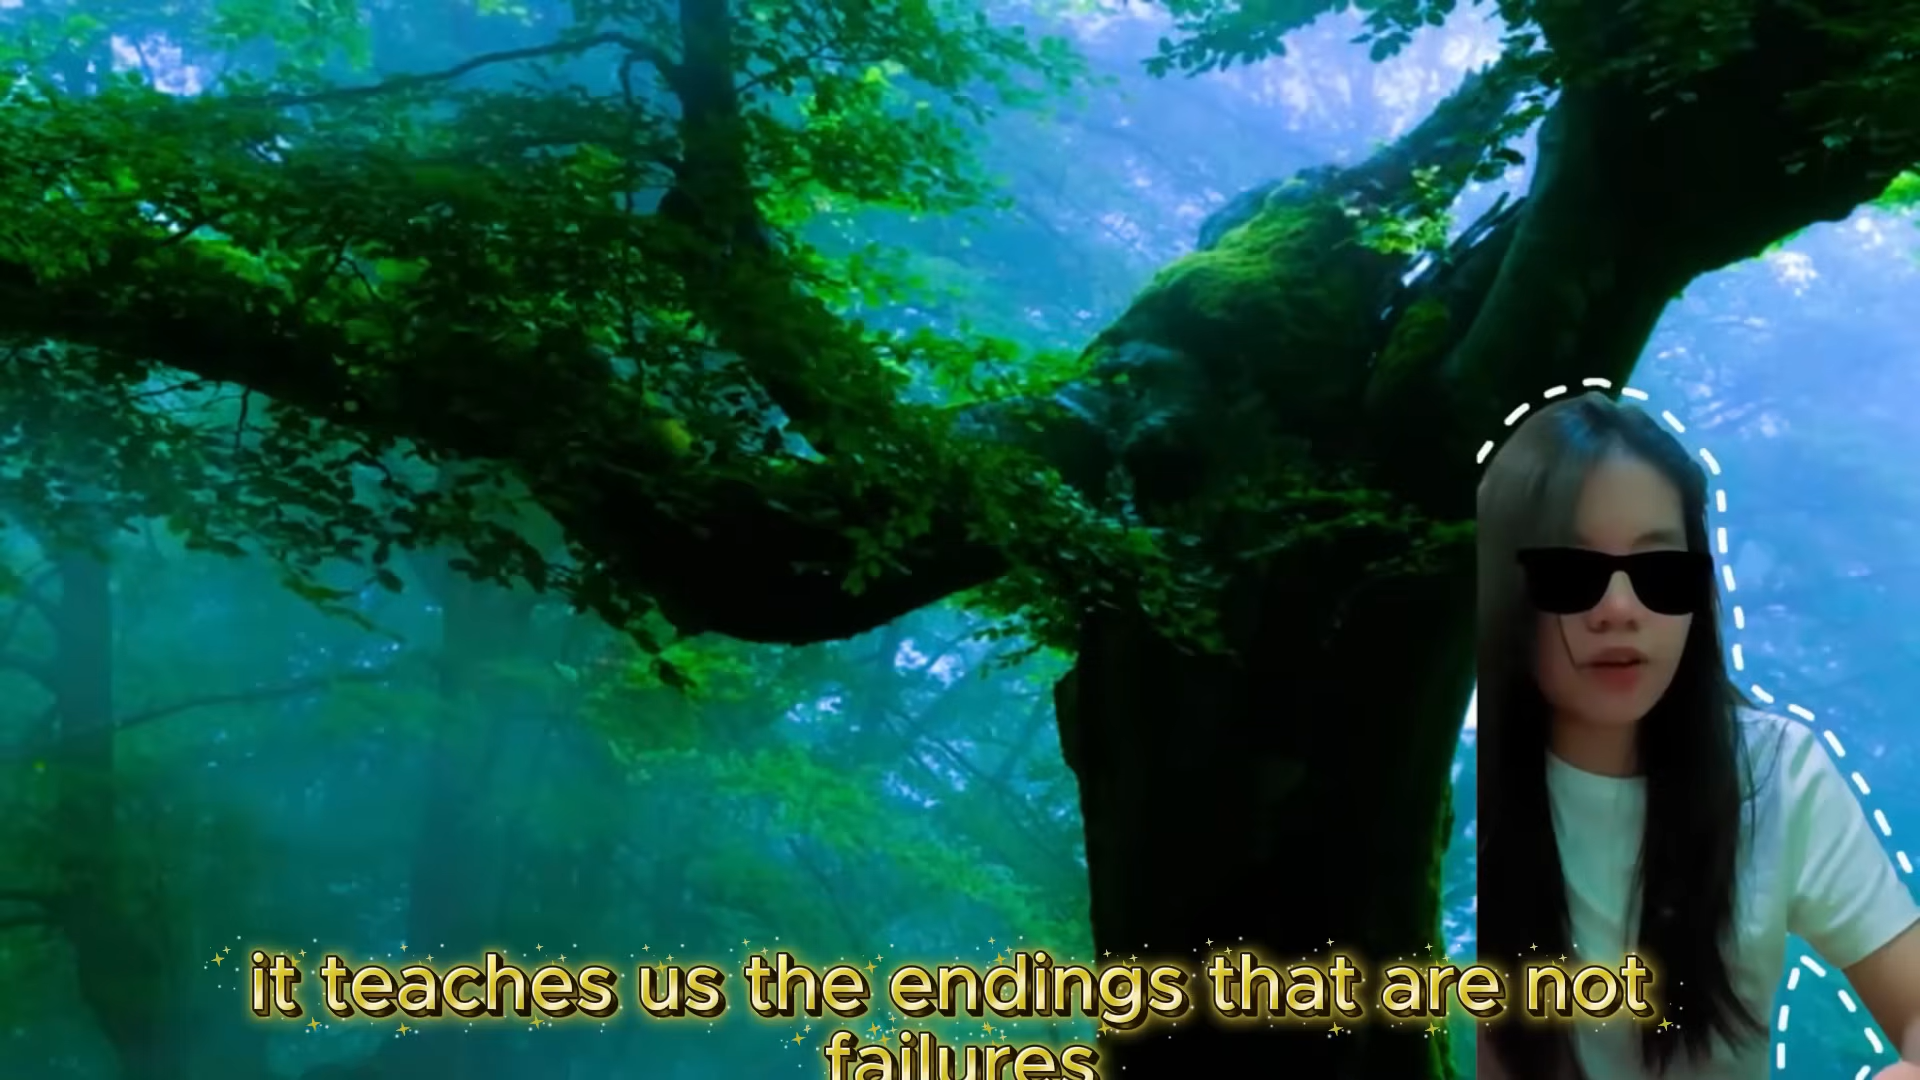 it teaches us the endings that are not
failures